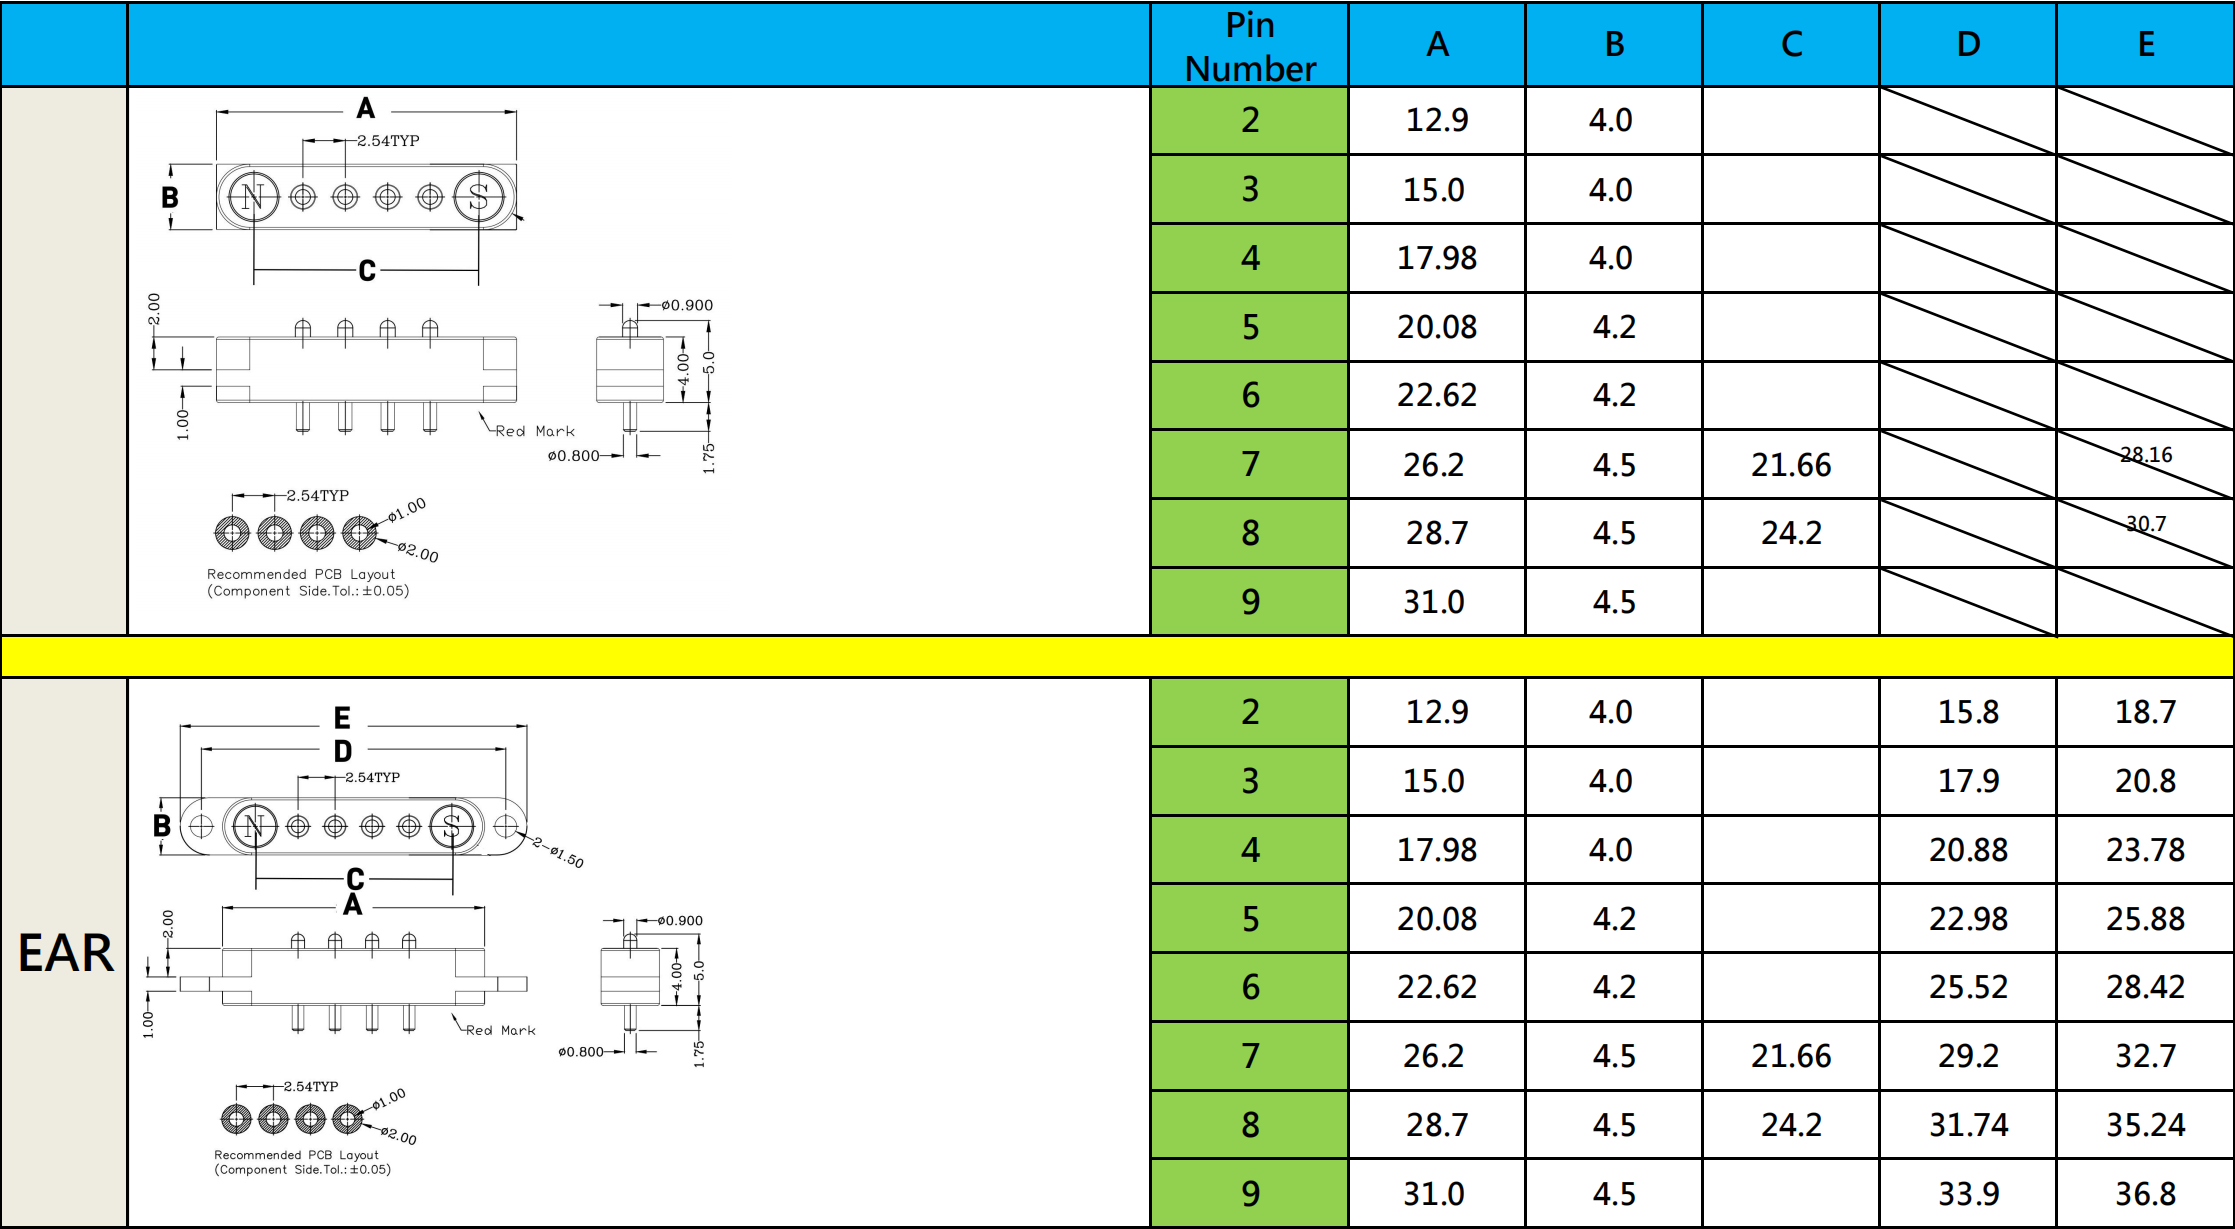 Pin Number A B C D E
A
2.54TYP
B
N S
C
2.00
1.00
Red Mark
ø0.900
4.00
5.0
ø0.800
1.75
2.54TYP
ø1.00
ø2.00
Recommended PCB Layout
(Component Side.Tol.:±0.05)
2 12.9 4.0
3 15.0 4.0
4 17.98 4.0
5 20.08 4.2
6 22.62 4.2
7 26.2 4.5 21.66 28.16
8 28.7 4.5 24.2 30.7
9 31.0 4.5
EAR
E
D
2.54TYP
B
N S
2-ø1.50
C
A
2.00
1.00
Red Mark
ø0.900
4.00
5.0
ø0.800
1.75
2.54TYP
ø1.00
ø2.00
Recommended PCB Layout
(Component Side.Tol.:±0.05)
2 12.9 4.0 15.8 18.7
3 15.0 4.0 17.9 20.8
4 17.98 4.0 20.88 23.78
5 20.08 4.2 22.98 25.88
6 22.62 4.2 25.52 28.42
7 26.2 4.5 21.66 29.2 32.7
8 28.7 4.5 24.2 31.74 35.24
9 31.0 4.5 33.9 36.8